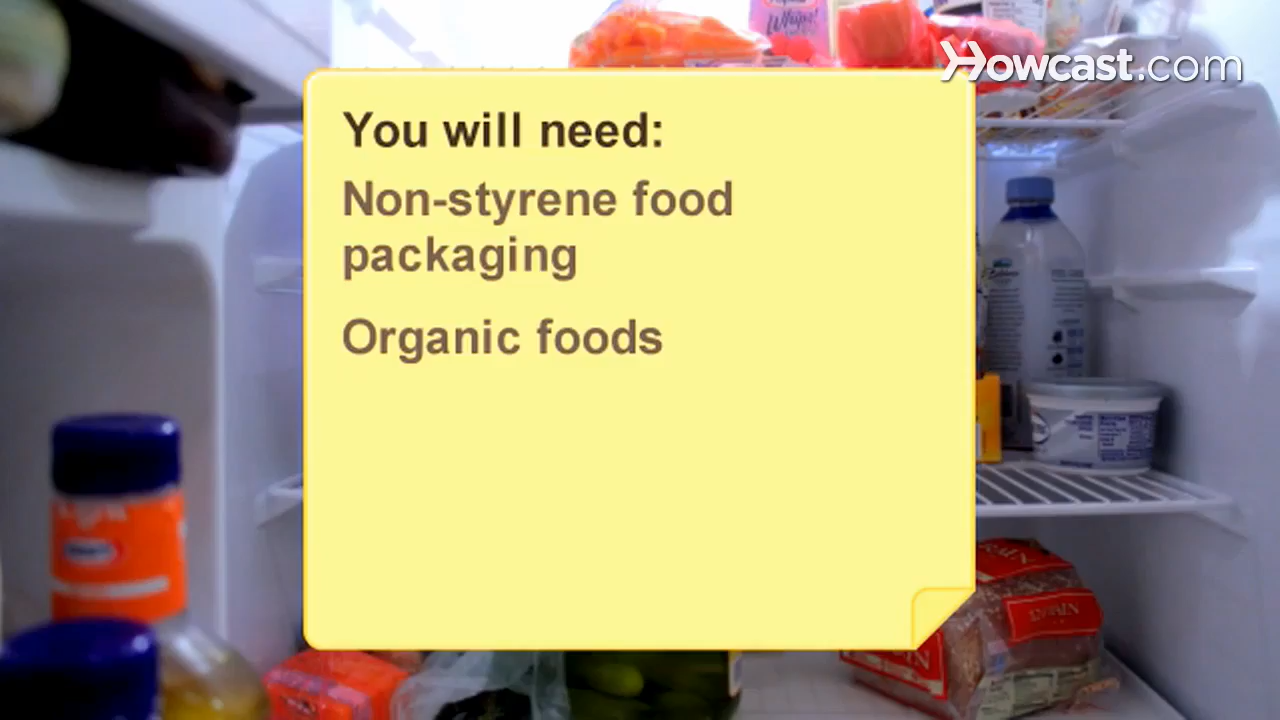 Howcast.com
You will need:
Non-styrene food
packaging
Organic foods